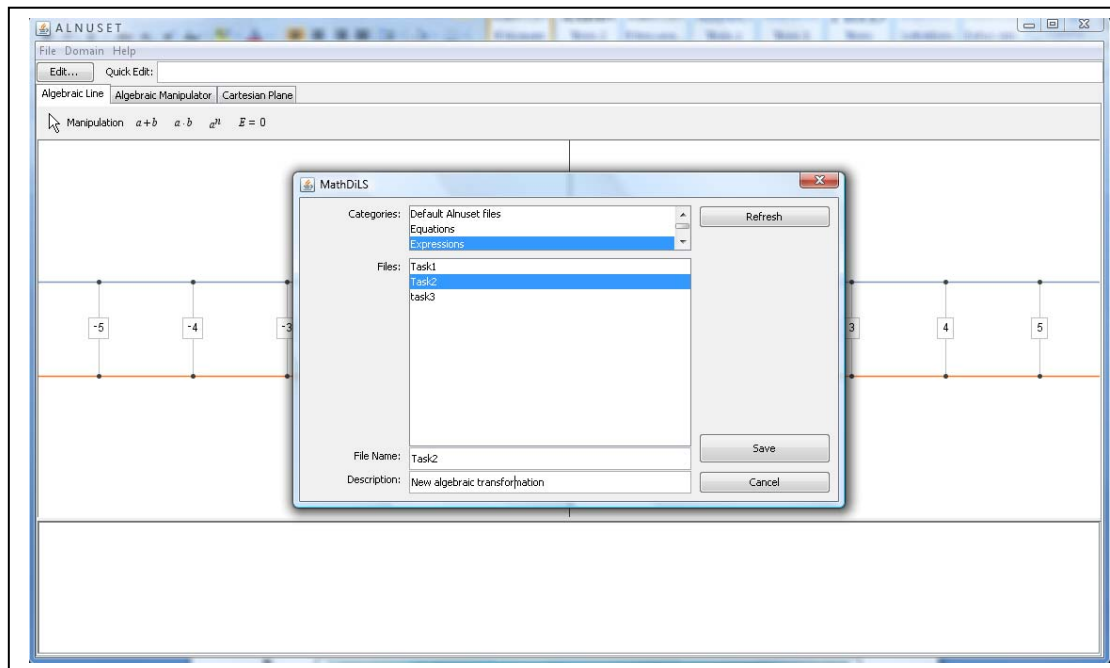 ALNUSET
File Domain Help
Edit... Quick Edit:
Algebraic Line Algebraic Manipulator Cartesian Plane
Manipulation a+b a·b aⁿ E = 0
MathDiLS
Categories: Default Alnuset files Refresh
Equations
Expressions
Files: Task1
Task2
task3
-5 -4 -3 3 4 5
File Name: Task2 Save
Description: New algebraic transformation Cancel